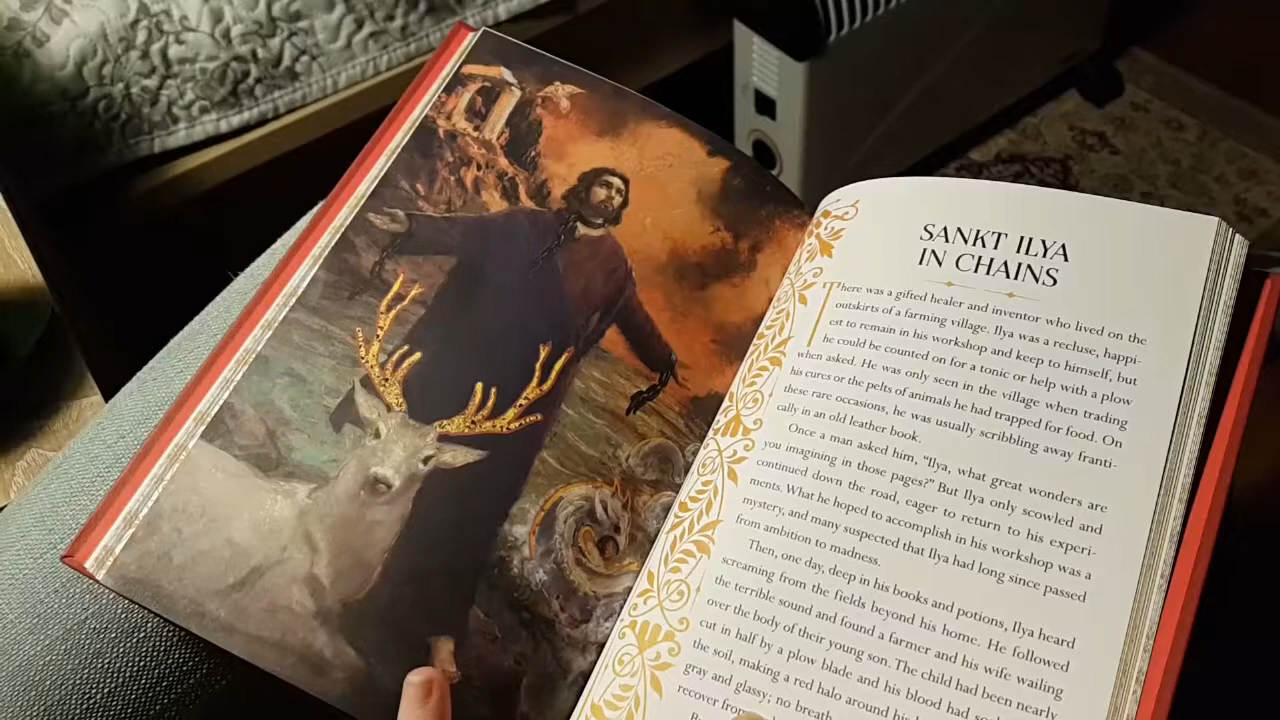 SANKT ILYA
IN CHAINS
There was a gifted healer and inventor who lived on the
outskirts of a farming village. Ilya was a recluse, happi-
est to remain in his workshop and keep to himself, but
he could be counted on for a tonic or help with a plow
when asked. He was only seen in the village when trading
his cures or the pelts of animals he had trapped for food. On
these rare occasions, he was usually scribbling away franti-
cally in an old leather book.
Once a man asked him, “Ilya, what great wonders are
you imagining in those pages?” But Ilya only scowled and
continued down the road, eager to return to his experi-
ments. What he hoped to accomplish in his workshop was a
mystery, and many suspected that Ilya had long since passed
from ambition to madness.
Then, one day, deep in his books and potions, Ilya heard
screaming from the fields beyond his home. He followed
the terrible sound and found a farmer and his wife wailing
over the body of their young son. The child had been nearly
cut in half by a plow blade and his blood had
the soil, making a red halo around his
gray and glassy; no breath
recover from